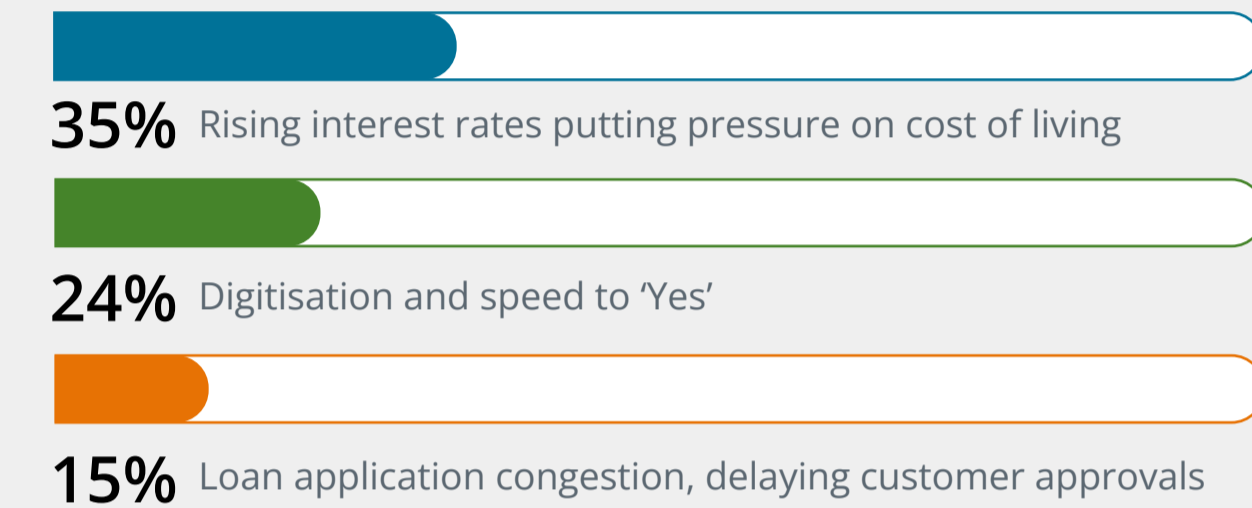 35% Rising interest rates putting pressure on cost of living
24% Digitisation and speed to ‘Yes’
15% Loan application congestion, delaying customer approvals